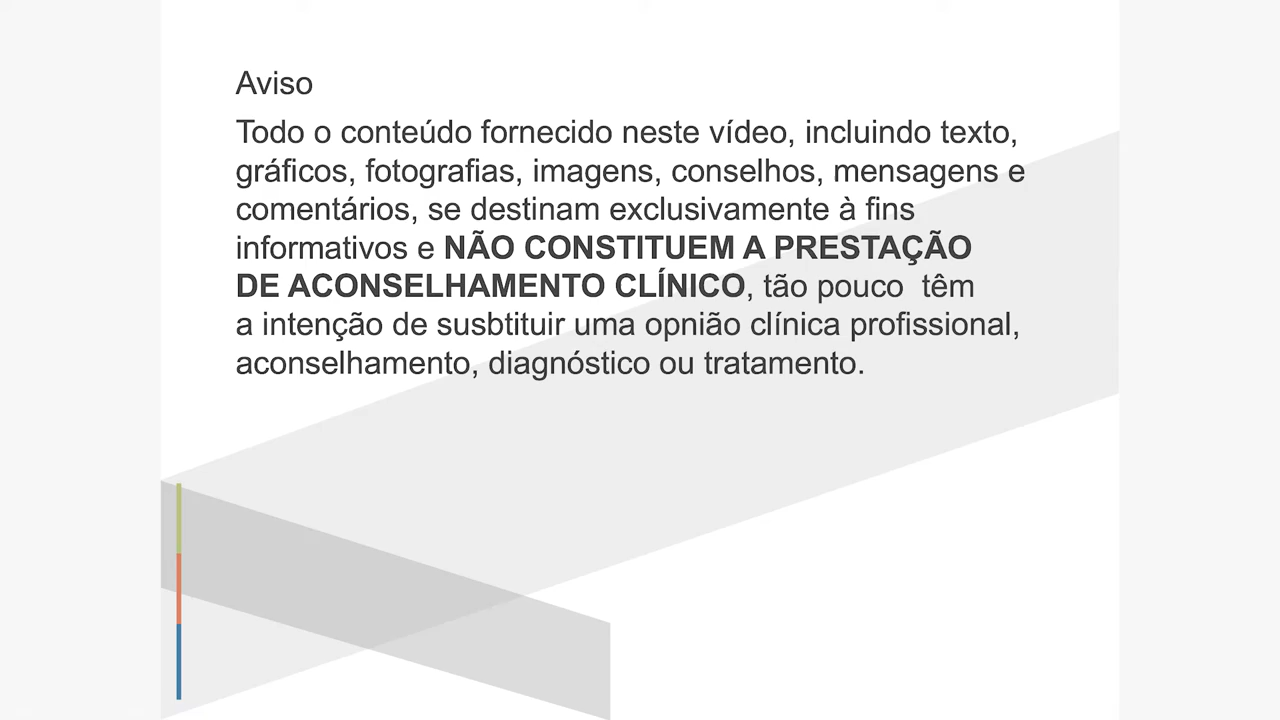 Aviso
Todo o conteúdo fornecido neste vídeo, incluindo texto,
gráficos, fotografias, imagens, conselhos, mensagens e
comentários, se destinam exclusivamente à fins
informativos e NÃO CONSTITUEM A PRESTAÇÃO
DE ACONSELHAMENTO CLÍNICO, tão pouco  têm
a intenção de susbtituir uma opnião clínica profissional,
aconselhamento, diagnóstico ou tratamento.